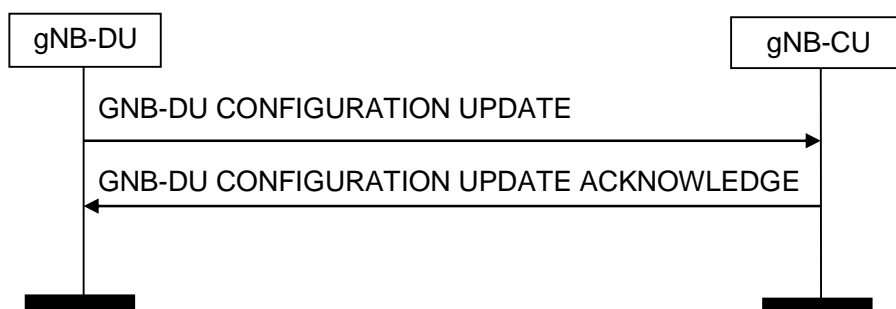 gNB-DU
gNB-CU
GNB-DU CONFIGURATION UPDATE
GNB-DU CONFIGURATION UPDATE ACKNOWLEDGE